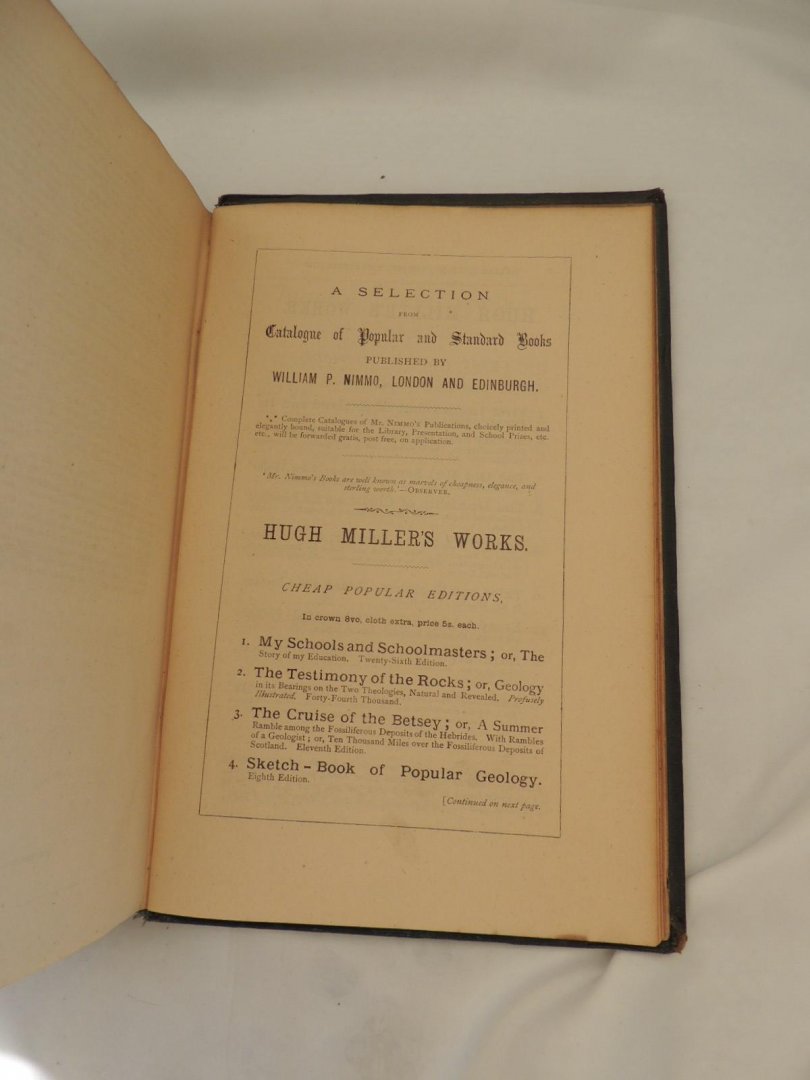 A SELECTION
FROM
Catalogue of Popular and Standard Books
PUBLISHED BY
WILLIAM P. NIMMO, LONDON AND EDINBURGH.
*⁎* Complete Catalogues of MR. NIMMO'S Publications, choicely printed and
elegantly bound, suitable for the Library, Presentation, and School Prizes, etc.
etc., will be forwarded gratis, post free, on application.
'Mr. Nimmo's Books are well known as marvels of cheapness, elegance, and
sterling worth.'—OBSERVER.
HUGH MILLER'S WORKS.
CHEAP POPULAR EDITIONS,
In crown 8vo, cloth extra, price 5s. each.
1. My Schools and Schoolmasters; or, The
Story of my Education. Twenty-Sixth Edition.
2. The Testimony of the Rocks; or, Geology
in its Bearings on the Two Theologies, Natural and Revealed. Profusely
Illustrated. Forty-Fourth Thousand.
3. The Cruise of the Betsey; or, A Summer
Ramble among the Fossiliferous Deposits of the Hebrides. With Rambles
of a Geologist; or, Ten Thousand Miles over the Fossiliferous Deposits of
Scotland. Eleventh Edition.
4. Sketch-Book of Popular Geology.
Eighth Edition.
[Continued on next page.